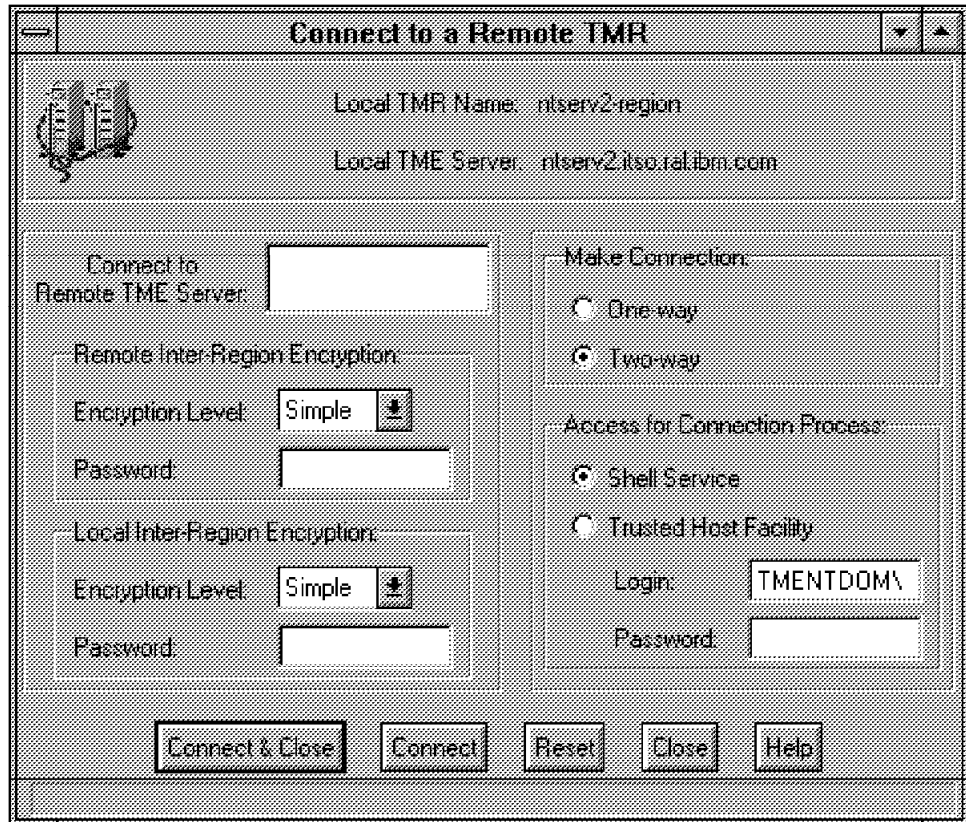 Connect to a Remote TMR
Local TMR Name: ntserv2-region
Local TME Server: ntserv2.itso.ral.ibm.com
Connect to
Remote TME Server:
Remote Inter-Region Encryption:
Encryption Level: Simple
Password:
Local Inter-Region Encryption:
Encryption Level: Simple
Password:
Make Connection:
One-way
Two-way
Access for Connection Process:
Shell Service
Trusted Host Facility
Login: TMENTDOM\
Password:
Connect & Close Connect Reset Close Help